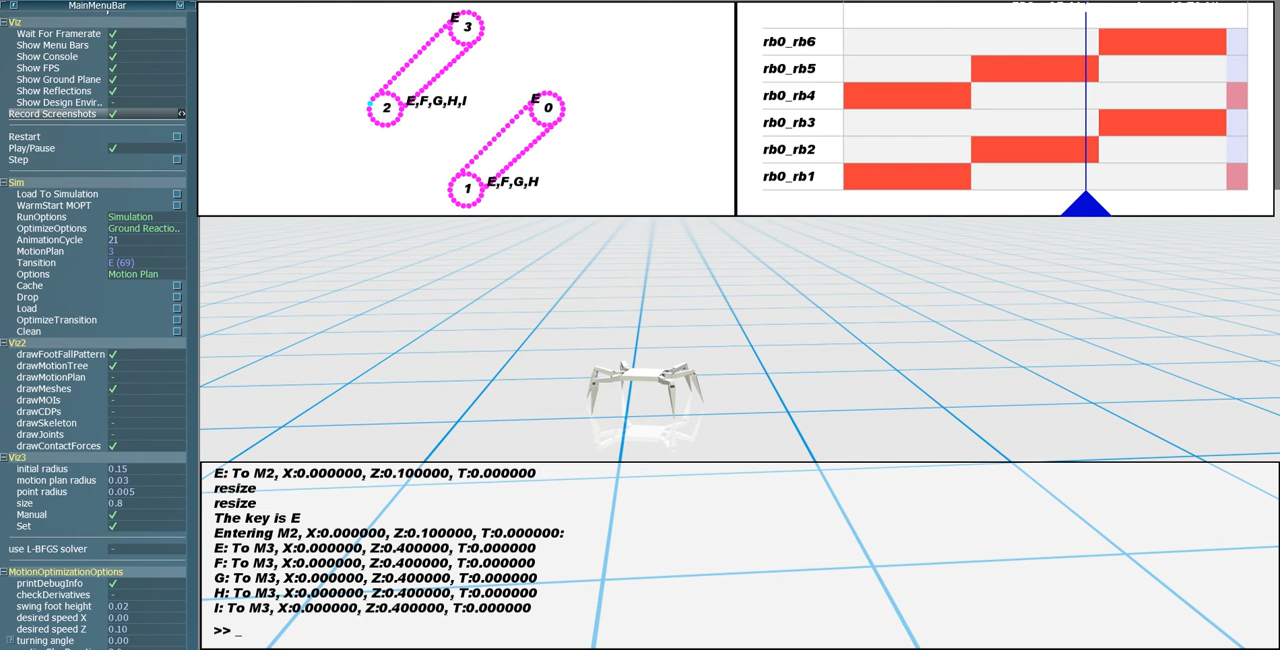 MainMenuBar
Viz
Wait For Framerate
Show Menu Bars
Show Console
Show FPS
Show Ground Plane
Show Reflections
Show Design Envir..
Record Screenshots
Restart
Play/Pause
Step
Sim
Load To Simulation
WarmStart MOPT
RunOptions Simulation
OptimizeOptions Ground Reactio..
AnimationCycle 21
MotionPlan 3
Transition E (69)
Options Motion Plan
Cache
Drop
Load
OptimizeTransition
Clean
Viz2
drawFootFallPattern
drawMotionTree
drawMotionPlan
drawMeshes
drawMOIs
drawCDPs
drawSkeleton
drawJoints
drawContactForces
Viz3
initial radius 0.15
motion plan radius 0.03
point radius 0.005
size 0.8
Manual
Set
use L-BFGS solver
MotionOptimizationOptions
printDebugInfo
checkDerivatives
swing foot height 0.02
desired speed X 0.00
desired speed Z 0.10
turning angle 0.00
E 3
2 E,F,G,H,I
E 0
1 E,F,G,H
rb0_rb6
rb0_rb5
rb0_rb4
rb0_rb3
rb0_rb2
rb0_rb1
E: To M2, X:0.000000, Z:0.100000, T:0.000000
resize
resize
The key is E
Entering M2, X:0.000000, Z:0.100000, T:0.000000:
E: To M3, X:0.000000, Z:0.400000, T:0.000000
F: To M3, X:0.000000, Z:0.400000, T:0.000000
G: To M3, X:0.000000, Z:0.400000, T:0.000000
H: To M3, X:0.000000, Z:0.400000, T:0.000000
I: To M3, X:0.000000, Z:0.400000, T:0.000000
>> _